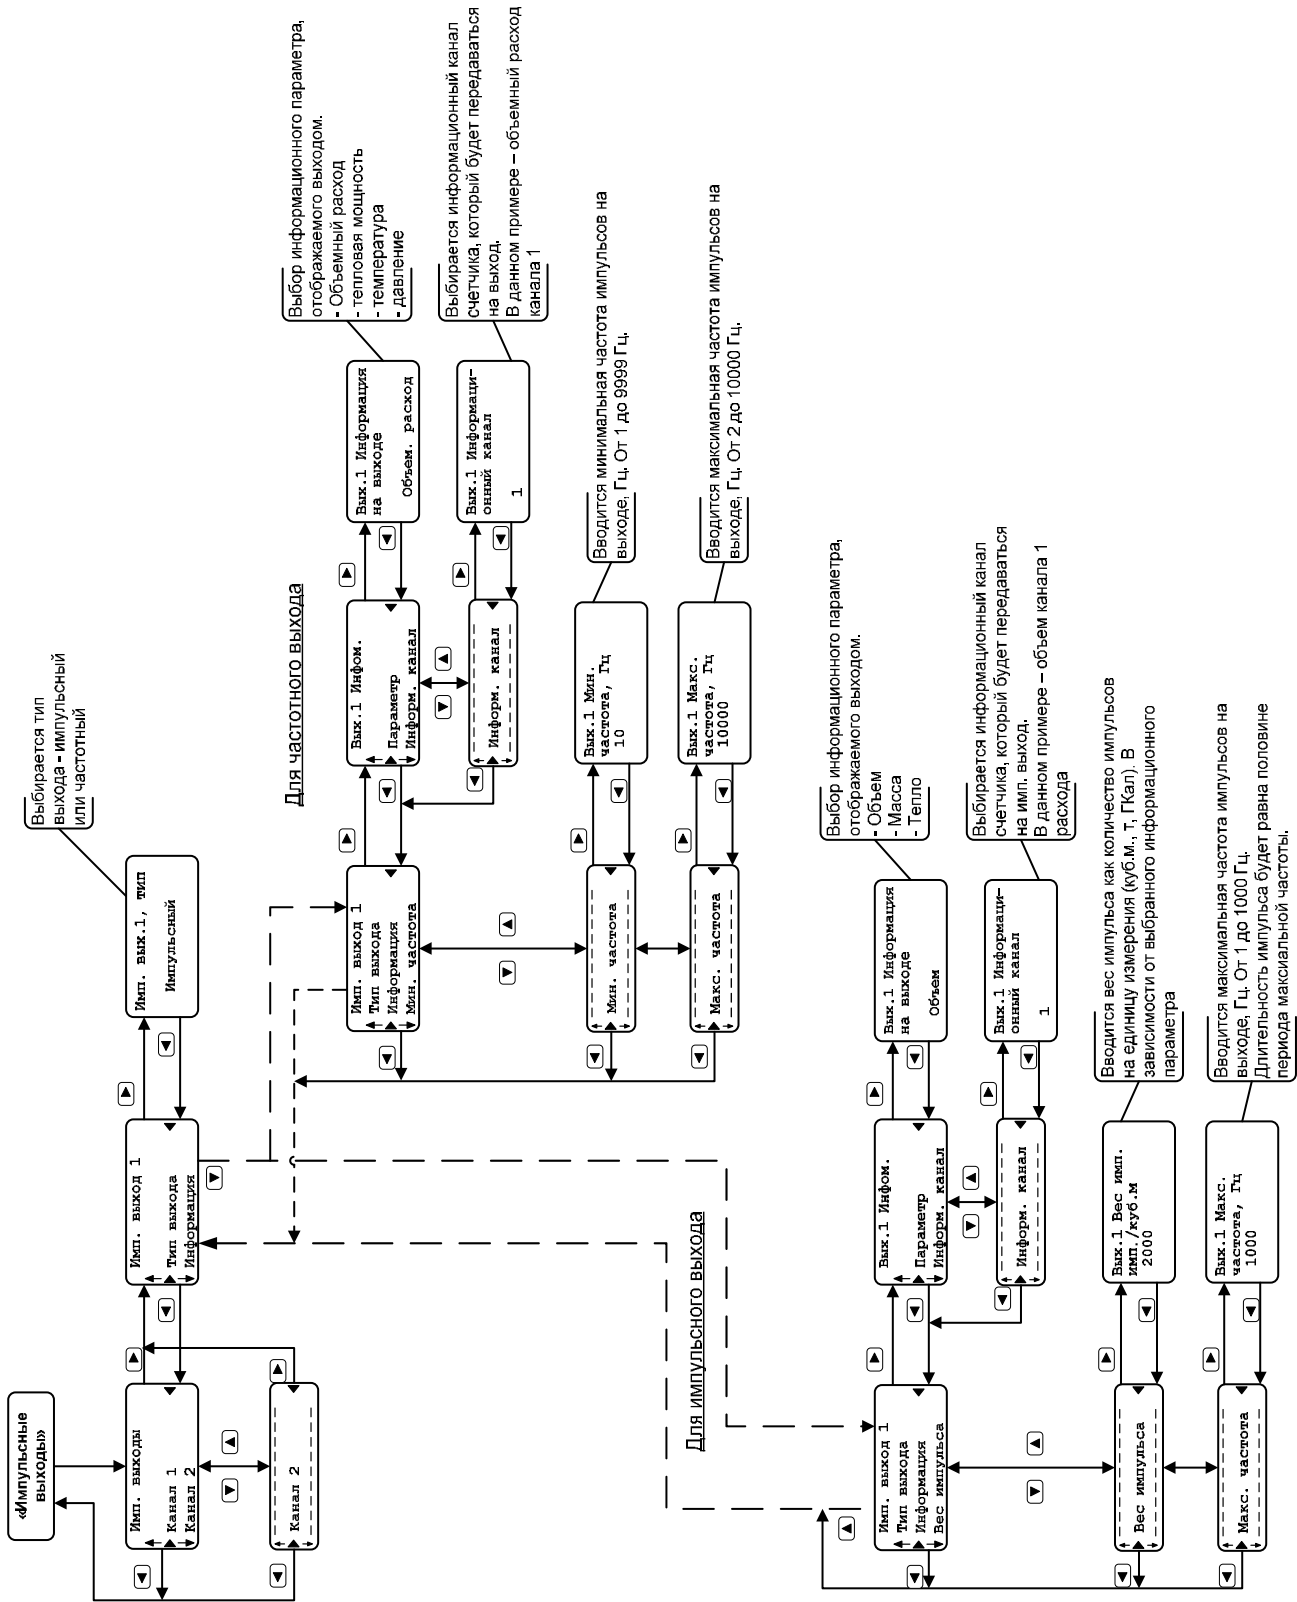 «Импульсные
выходы»
Имп. выходы
Канал 1
Канал 2
Канал 2
Имп. выход 1
Тип выхода
Информация
Имп. вых.1, тип
Импульсный
Выбирается тип
выхода - импульсный
или частотный
Для частотного выхода
Имп. выход 1
Тип выхода
Информация
Мин. частота
Вых.1 Инфом.
Параметр
Информ. канал
Вых.1 Информация
на выходе
Объем. расход
Выбор информационного параметра,
отображаемого выходом.
- Объемный расход
- тепловая мощность
- температура
- давление
Информ. канал
Вых.1 Информаци-
онный канал
1
Выбирается информационный канал
счетчика, который будет передаваться
на выход.
В данном примере – объемный расход
канала 1
Мин. частота
Вых.1 Мин.
частота, Гц
10
Вводится минимальная частота импульсов на
выходе, Гц. От 1 до 9999 Гц.
Макс. частота
Вых.1 Макс.
частота, Гц
10000
Вводится максимальная частота импульсов на
выходе, Гц. От 2 до 10000 Гц.
Для импульсного выхода
Имп. выход 1
Тип выхода
Информация
Вес импульса
Вых.1 Инфом.
Параметр
Информ. канал
Вых.1 Информация
на выходе
Объем
Выбор информационного параметра,
отображаемого выходом.
- Объем
- Масса
- Тепло
Информ. канал
Вых.1 Информаци-
онный канал
1
Выбирается информационный канал
счетчика, который будет передаваться
на имп. выход.
В данном примере – объем канала 1
расхода
Вес импульса
Вых.1 Вес имп.
имп./куб.м
2000
Вводится вес импульса как количество импульсов
на единицу измерения (куб.м., т, ГКал). В
зависимости от выбранного информационного
параметра
Макс. частота
Вых.1 Макс.
частота, Гц
1000
Вводится максимальная частота импульсов на
выходе, Гц. От 1 до 1000 Гц.
Длительность импульса будет равна половине
периода максиальной частоты.